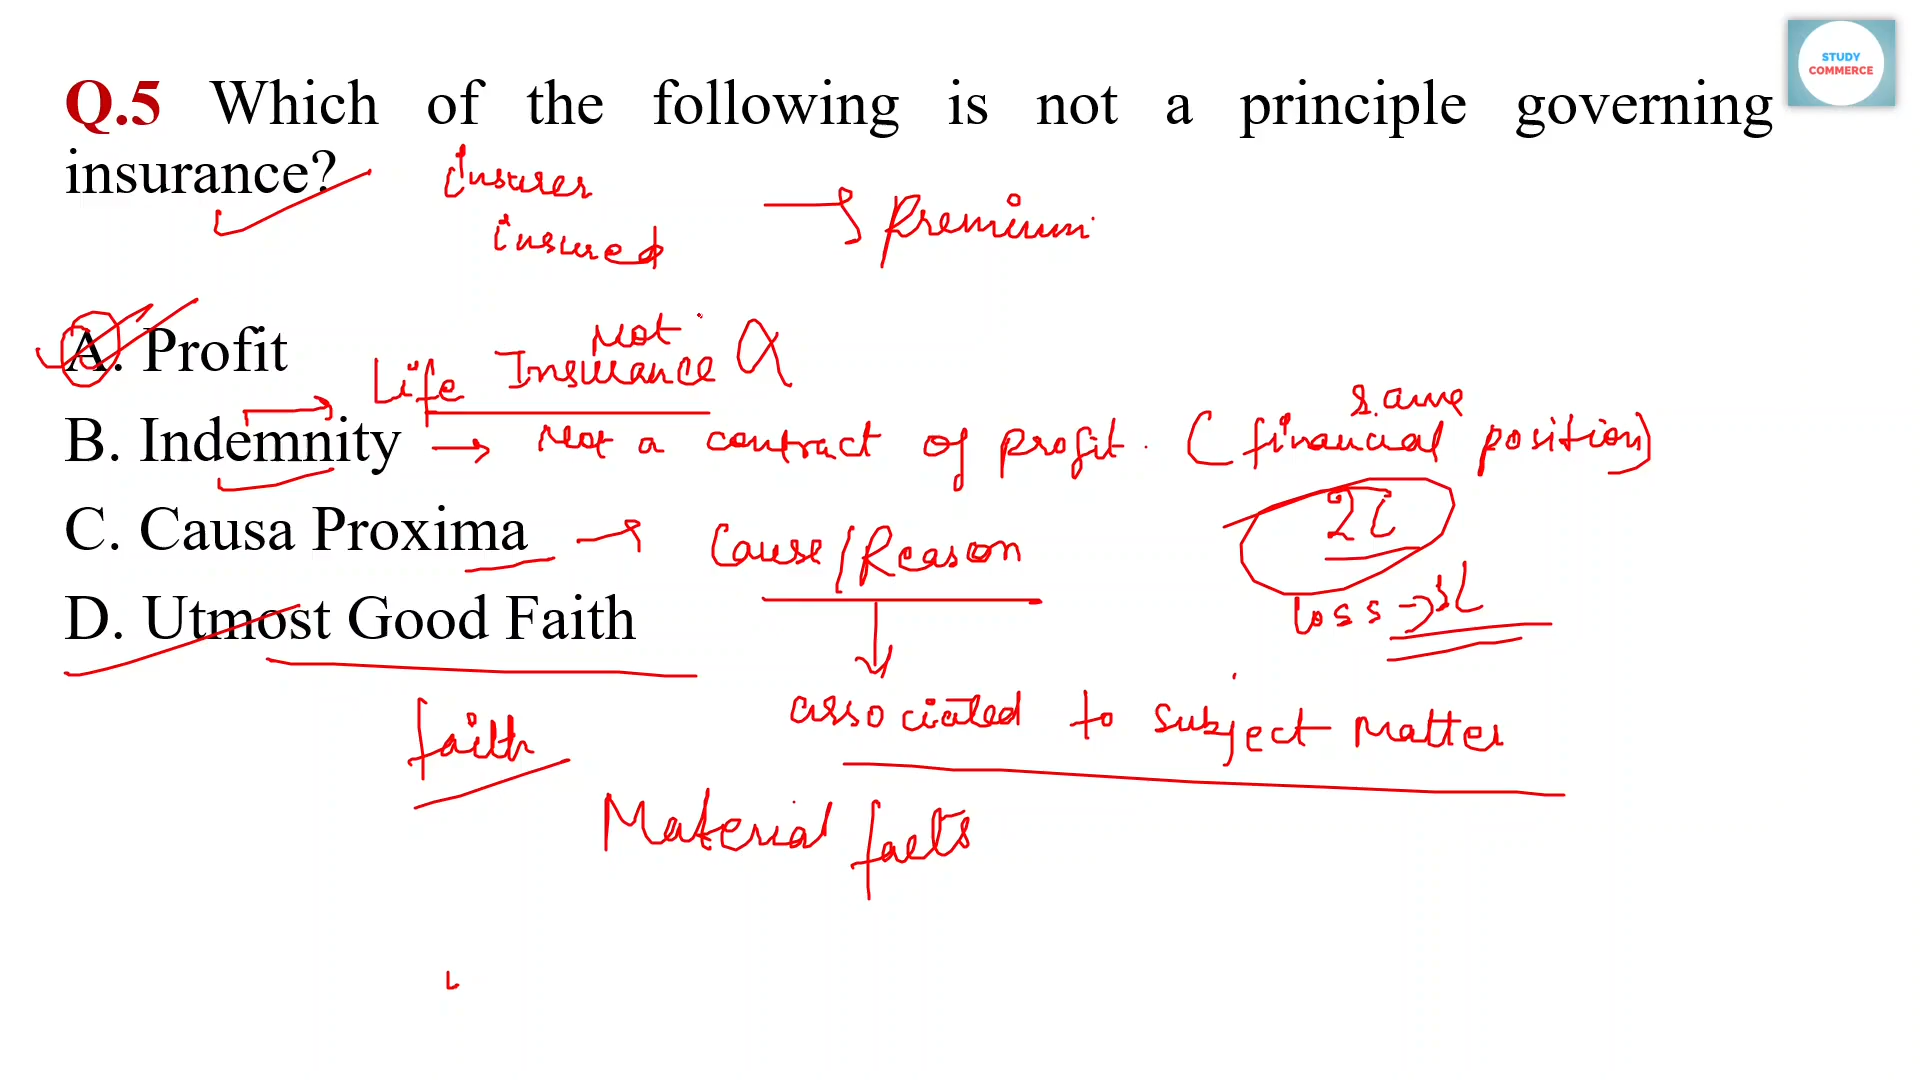 STUDY
COMMERCE
Q.5 Which of the following is not a principle governing
insurance?
insurer
insured
Premium
A. Profit
Not
Life Insurance
B. Indemnity
Not a contract of profit.
same
(financial position)
C. Causa Proxima
Cause/Reason
2L
loss → 1L
D. Utmost Good Faith
associated to subject Matter
faith
Material facts